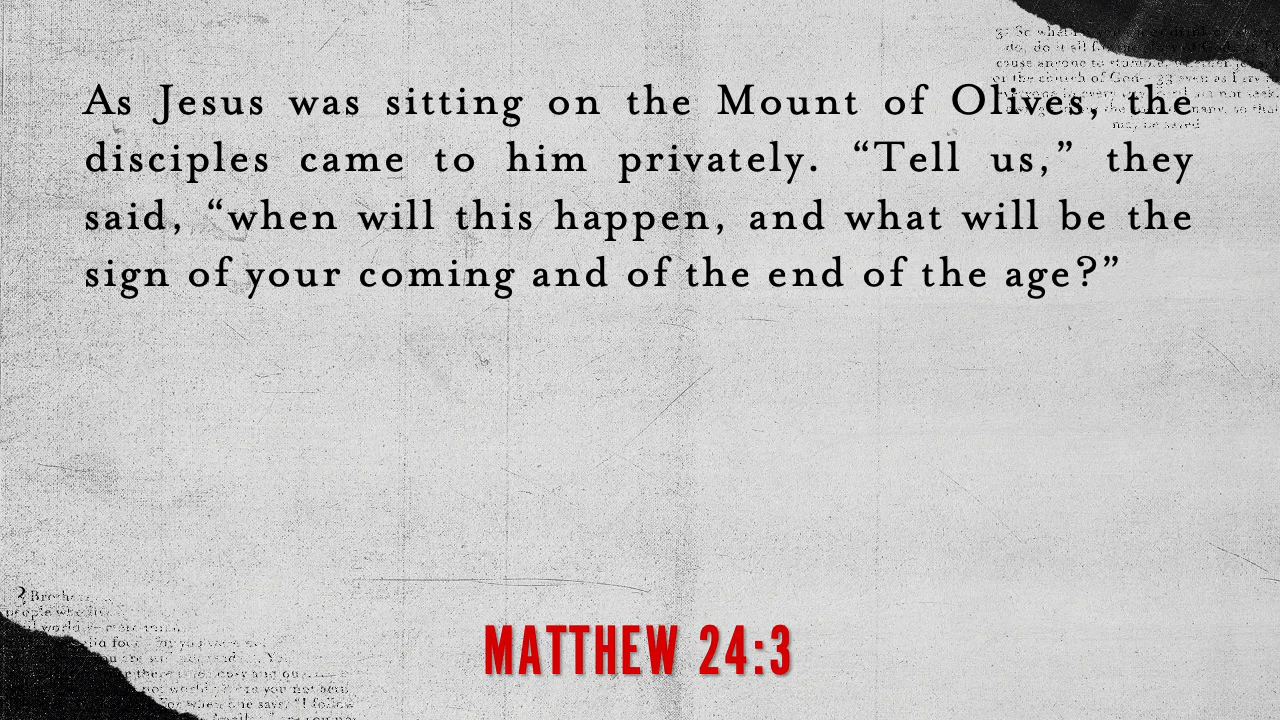 As Jesus was sitting on the Mount of Olives, the
disciples came to him privately. “Tell us,” they
said, “when will this happen, and what will be the
sign of your coming and of the end of the age?”
MATTHEW 24:3